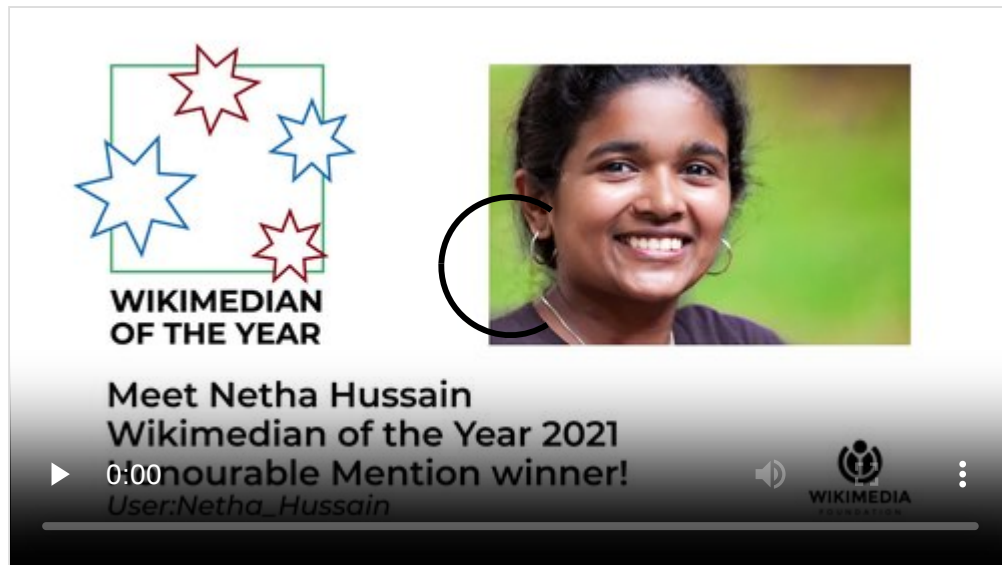 WIKIMEDIAN
OF THE YEAR
Meet Netha Hussain
Wikimedian of the Year 2021
Honourable Mention winner!
0:00
User:Netha_Hussain
WIKIMEDIA
FOUNDATION